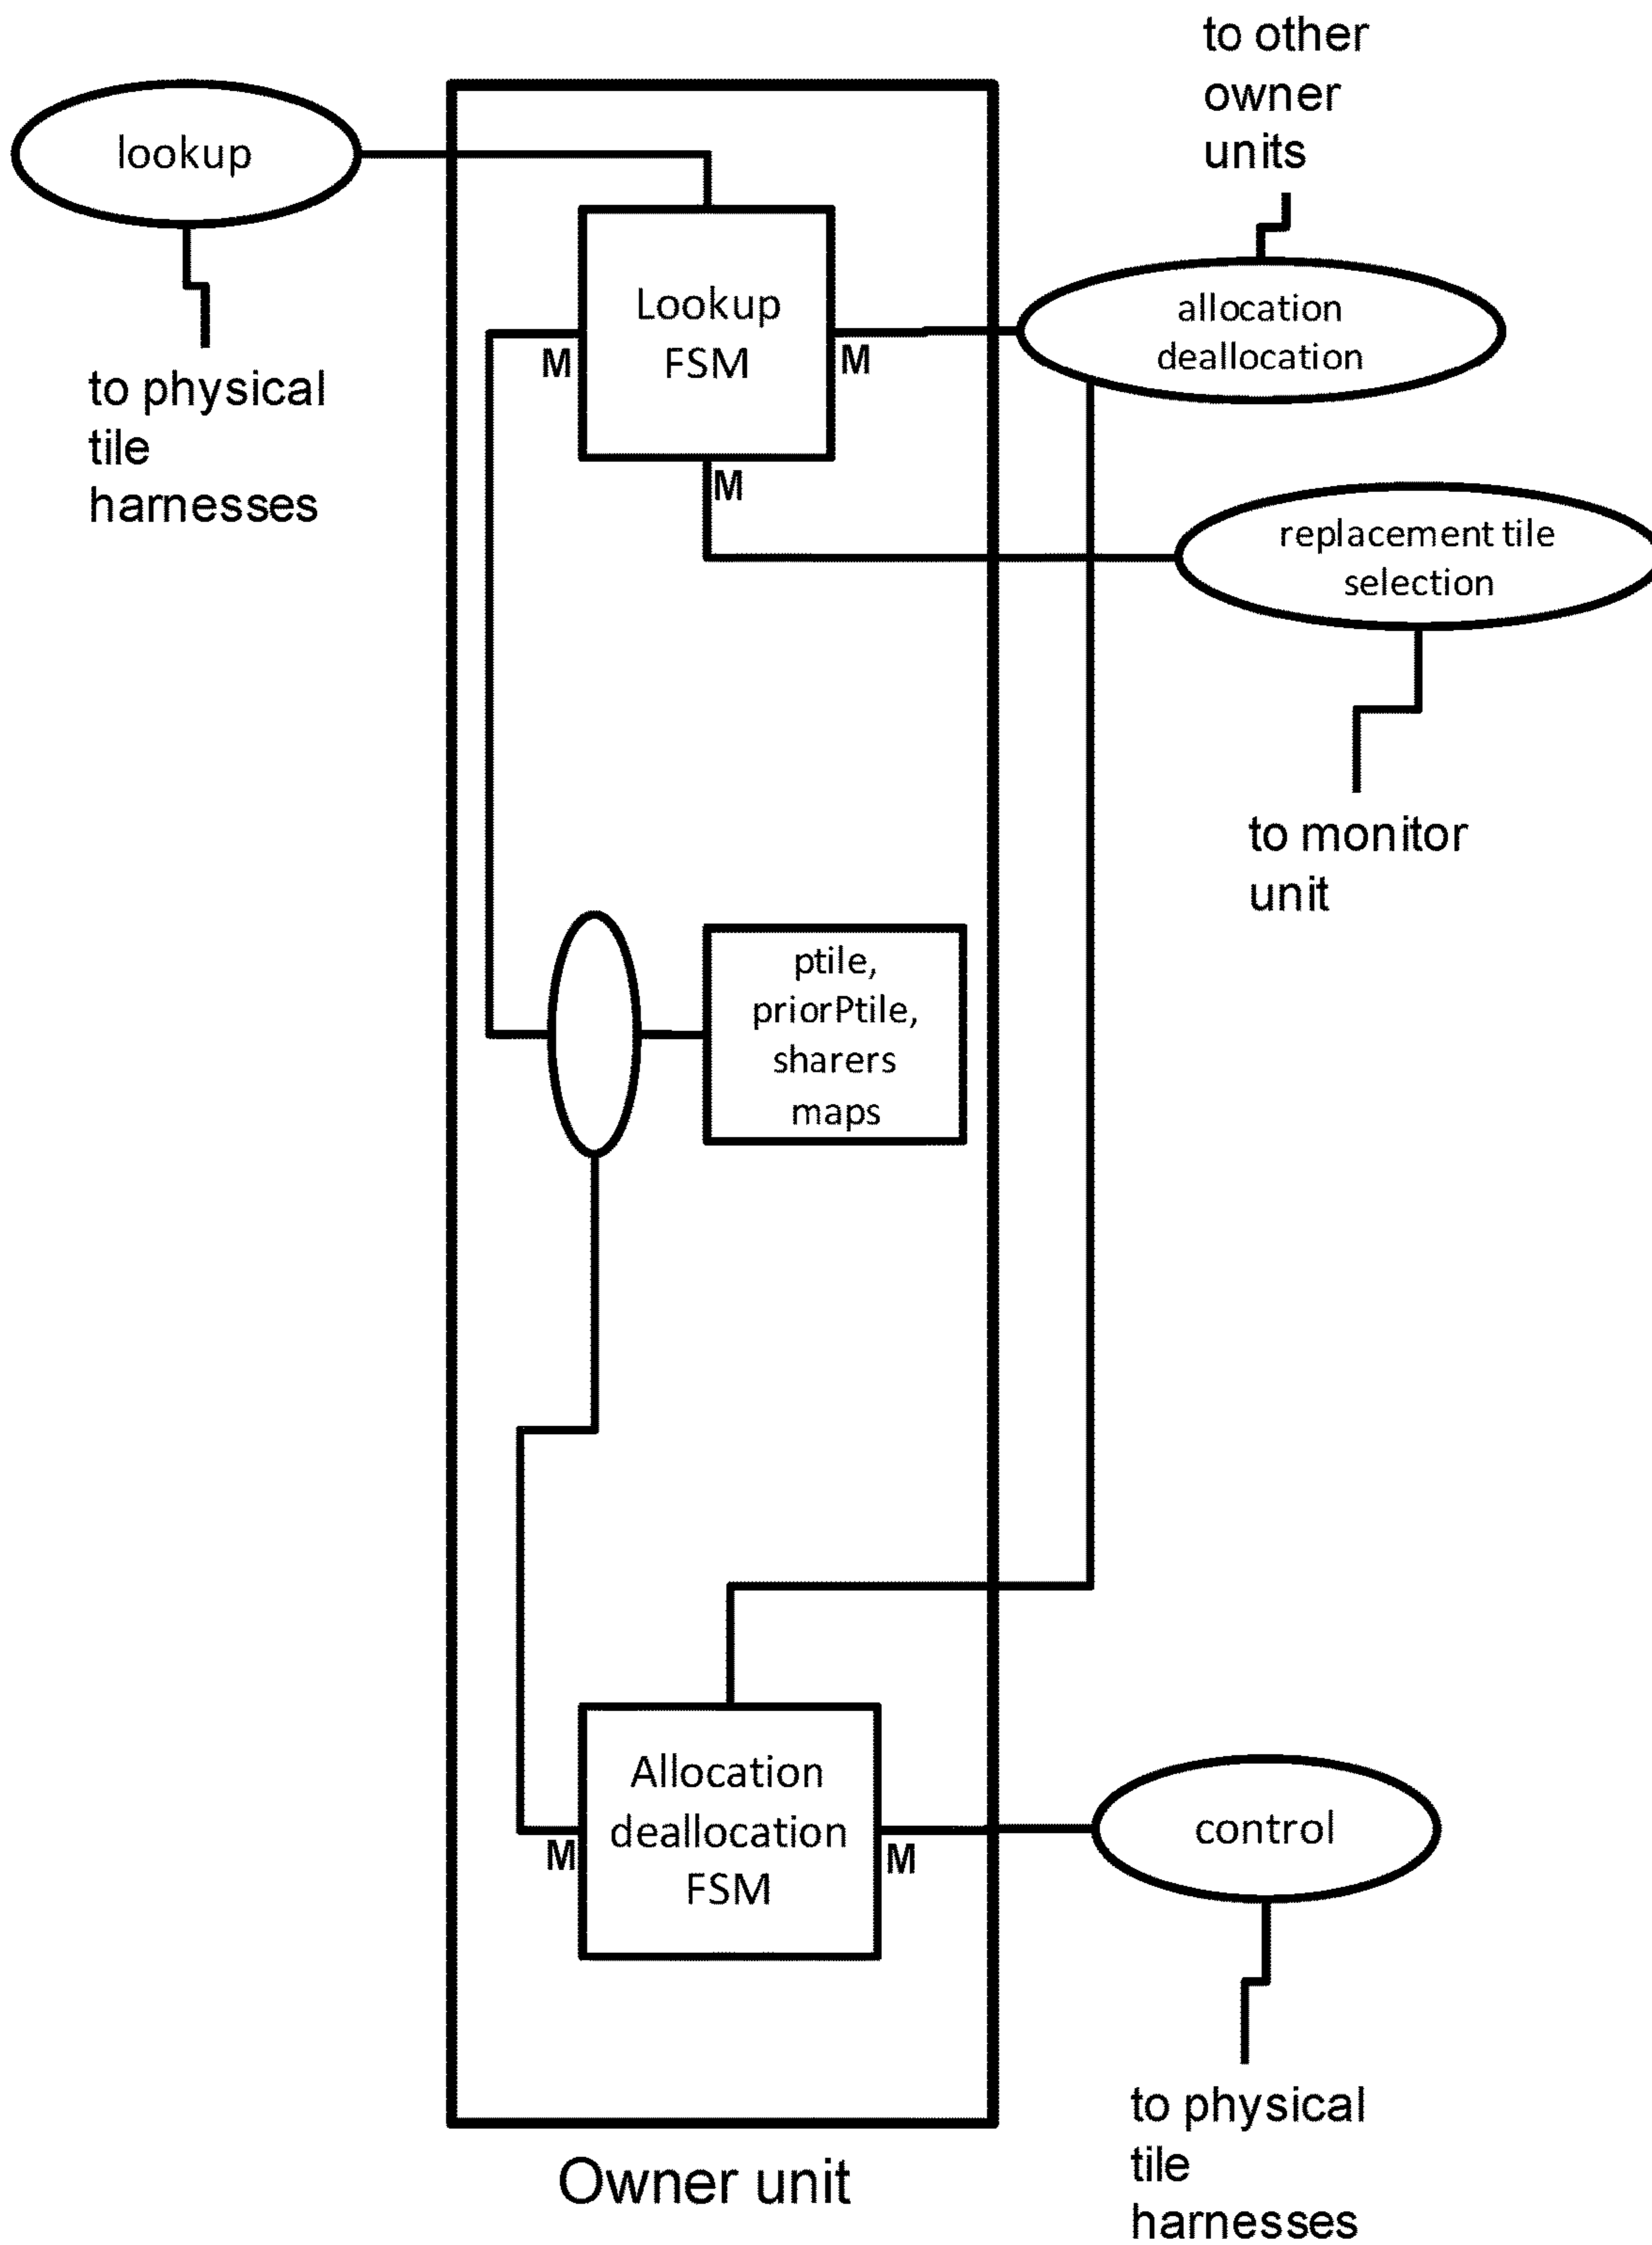 to other
owner
units
lookup
Lookup
FSM
M
M
M
allocation
deallocation
to physical
tile
harnesses
replacement tile
selection
to monitor
unit
ptile,
priorPtile,
sharers
maps
Allocation
deallocation
FSM
M
M
control
to physical
tile
harnesses
Owner unit